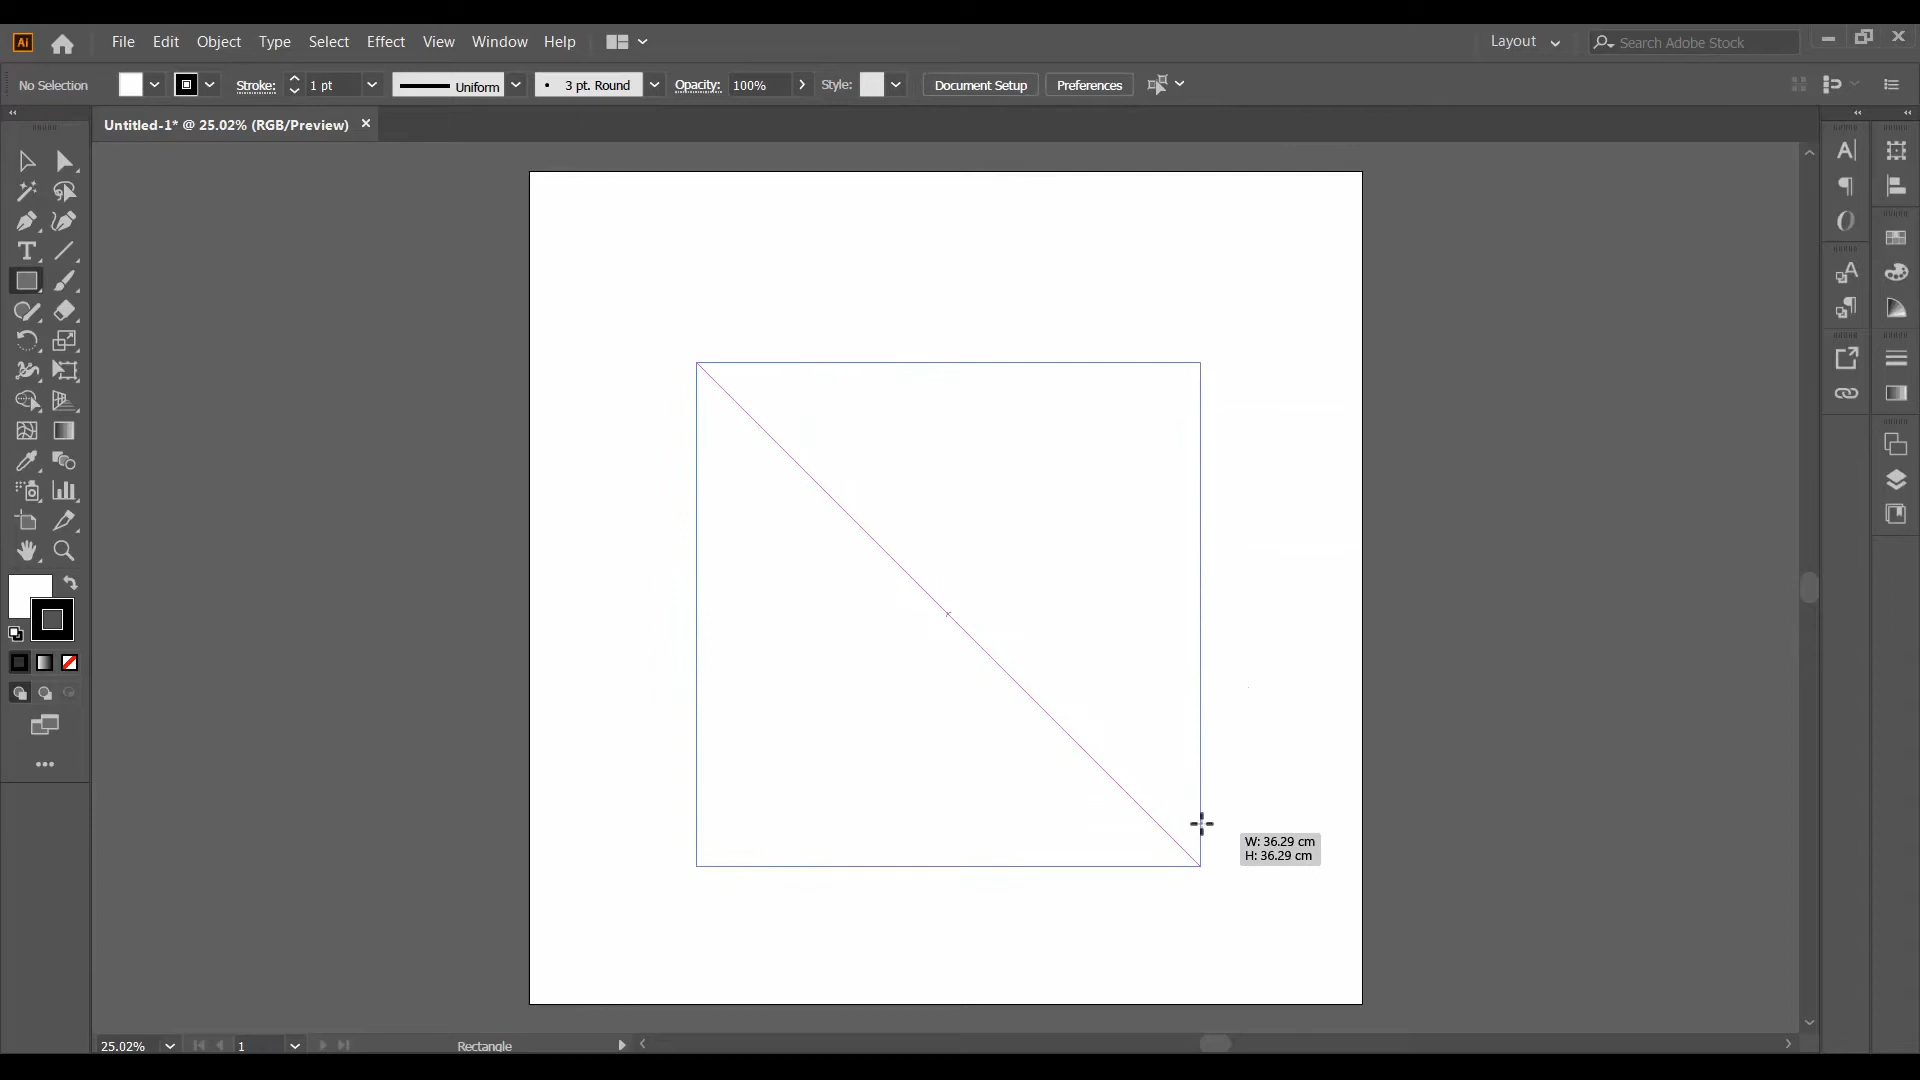 Ai
File Edit Object Type Select Effect View Window Help
Layout
Search Adobe Stock
No Selection
Stroke: 1 pt
Uniform
3 pt. Round
Opacity: 100%
Style:
Document Setup
Preferences
Untitled-1* @ 25.02% (RGB/Preview)
W: 36.29 cm
H: 36.29 cm
25.02%
1
Rectangle